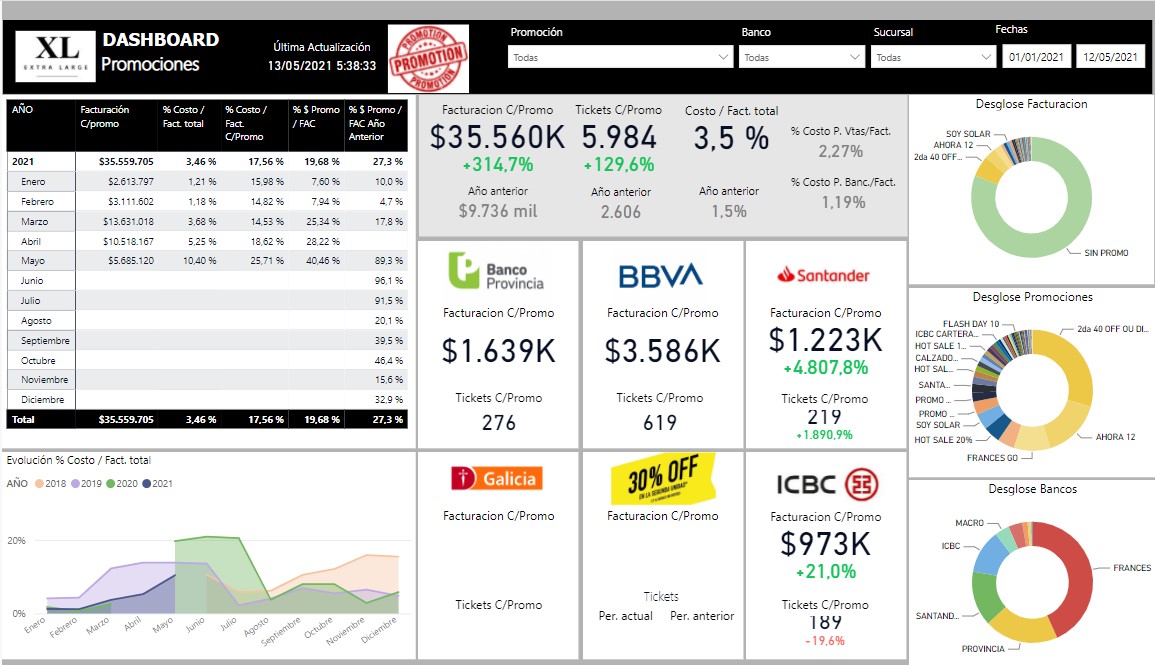 XL
EXTRA LARGE
DASHBOARD
Promociones
Última Actualización
13/05/2021 5:38:33
PROMOTION
PROMOTION
PROMOTION
Promoción
Todas
Banco
Todas
Sucursal
Todas
Fechas
01/01/2021 12/05/2021
AÑO Facturación C/promo % Costo / Fact. total % Costo / Fact. C/Promo % $ Promo / FAC % $ Promo / FAC Año Anterior
2021 $35.559.705 3,46 % 17,56 % 19,68 % 27,3 %
Enero $2.613.797 1,21 % 15,98 % 7,60 % 10,0 %
Febrero $3.111.602 1,18 % 14,82 % 7,94 % 4,7 %
Marzo $13.631.018 3,68 % 14,53 % 25,34 % 17,8 %
Abril $10.518.167 5,25 % 18,62 % 28,22 %
Mayo $5.685.120 10,40 % 25,71 % 40,46 % 89,3 %
Junio 96,1 %
Julio 91,5 %
Agosto 20,1 %
Septiembre 39,5 %
Octubre 46,4 %
Noviembre 15,6 %
Diciembre 32,9 %
Total $35.559.705 3,46 % 17,56 % 19,68 % 27,3 %
Facturacion C/Promo
$35.560K
+314,7%
Año anterior
$9.736 mil
Tickets C/Promo
5.984
+129,6%
Año anterior
2.606
Costo / Fact. total
3,5 %
Año anterior
1,5%
% Costo P. Vtas/Fact.
2,27%
% Costo P. Banc./Fact.
1,19%
Banco
Provincia
Facturacion C/Promo
$1.639K
Tickets C/Promo
276
BBVA
Facturacion C/Promo
$3.586K
Tickets C/Promo
619
Santander
Facturacion C/Promo
$1.223K
+4.807,8%
Tickets C/Promo
219
+1.890,9%
Galicia
Facturacion C/Promo
Tickets C/Promo
30% OFF
EN LA SEGUNDA UNIDAD*
Facturacion C/Promo
Tickets
Per. actual Per. anterior
ICBC
Facturacion C/Promo
$973K
+21,0%
Tickets C/Promo
189
-19,6%
Evolución % Costo / Fact. total
AÑO 2018 2019 2020 2021
20%
0%
Enero
Febrero
Marzo
Abril
Mayo
Junio
Julio
Agosto
Septiembre
Octubre
Noviembre
Diciembre
Desglose Facturacion
SOY SOLAR
AHORA 12
2da 40 OFF...
SIN PROMO
Desglose Promociones
FLASH DAY 10
ICBC CARTERA...
HOT SALE 1...
CALZADO...
HOT SAL...
SANTA...
PROMO ...
PROMO ...
SOY SOLAR
HOT SALE 20%
FRANCES GO
AHORA 12
2da 40 OFF OU DI...
Desglose Bancos
MACRO
ICBC
SANTAND...
PROVINCIA
FRANCES